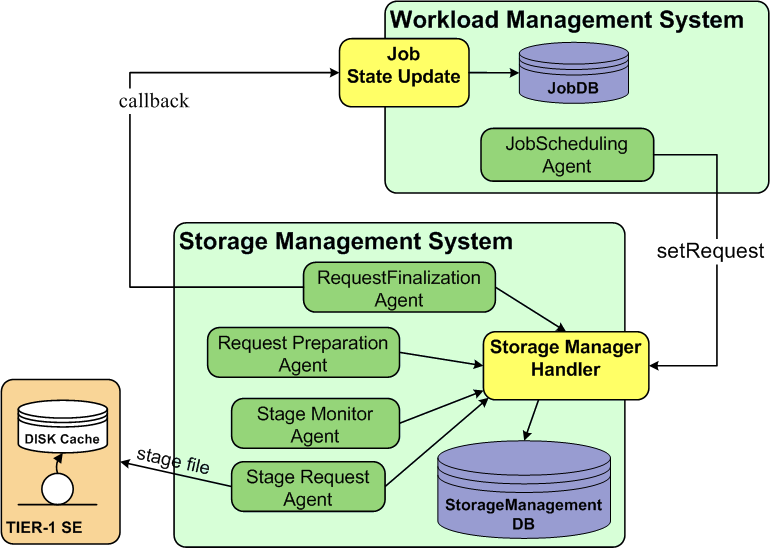 Workload Management System
Job
State Update
JobDB
callback
JobScheduling
Agent
Storage Management System
setRequest
RequestFinalization
Agent
Request Preparation
Agent
Storage Manager
Handler
Stage Monitor
Agent
DISK Cache
stage file
Stage Request
Agent
StorageManagement
DB
TIER-1 SE